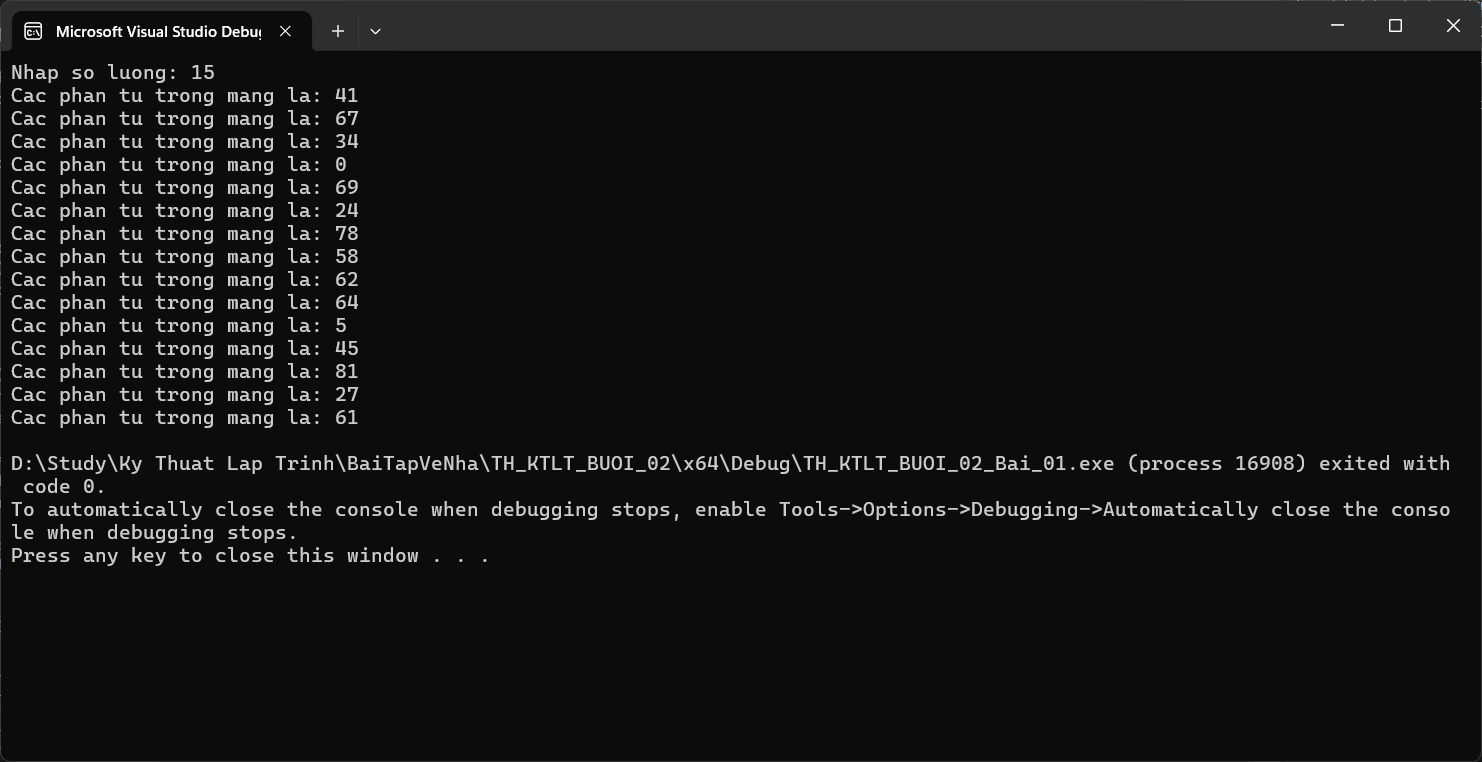 Microsoft Visual Studio Debu
Nhap so luong: 15
Cac phan tu trong mang la: 41
Cac phan tu trong mang la: 67
Cac phan tu trong mang la: 34
Cac phan tu trong mang la: 0
Cac phan tu trong mang la: 69
Cac phan tu trong mang la: 24
Cac phan tu trong mang la: 78
Cac phan tu trong mang la: 58
Cac phan tu trong mang la: 62
Cac phan tu trong mang la: 64
Cac phan tu trong mang la: 5
Cac phan tu trong mang la: 45
Cac phan tu trong mang la: 81
Cac phan tu trong mang la: 27
Cac phan tu trong mang la: 61
D:\Study\Ky Thuat Lap Trinh\BaiTapVeNha\TH_KTLT_BUOI_02\x64\Debug\TH_KTLT_BUOI_02_Bai_01.exe (process 16908) exited with
code 0.
To automatically close the console when debugging stops, enable Tools->Options->Debugging->Automatically close the conso
le when debugging stops.
Press any key to close this window . . .